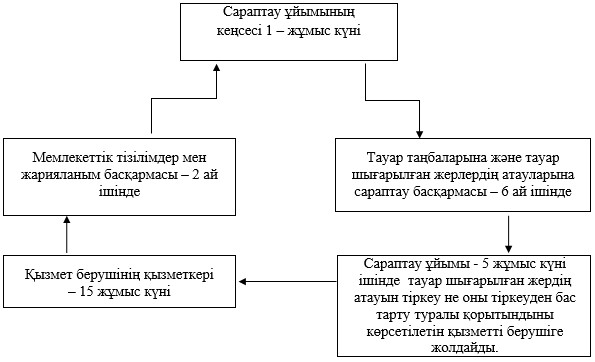 Сараптау ұйымының
кеңсесі 1 – жұмыс күні
Мемлекеттік тізілімдер мен
жарияланым басқармасы – 2 ай
ішінде
Тауар таңбаларына және тауар
шығарылған жерлердің атауларына
сараптау басқармасы – 6 ай ішінде
Қызмет берушінің қызметкері
– 15 жұмыс күні
Сараптау ұйымы - 5 жұмыс күні
ішінде тауар шығарылған жердің
атауын тіркеу не оны тіркеуден бас
тарту туралы қорытындыны
көрсетілетін қызметті берушіге
жолдайды.